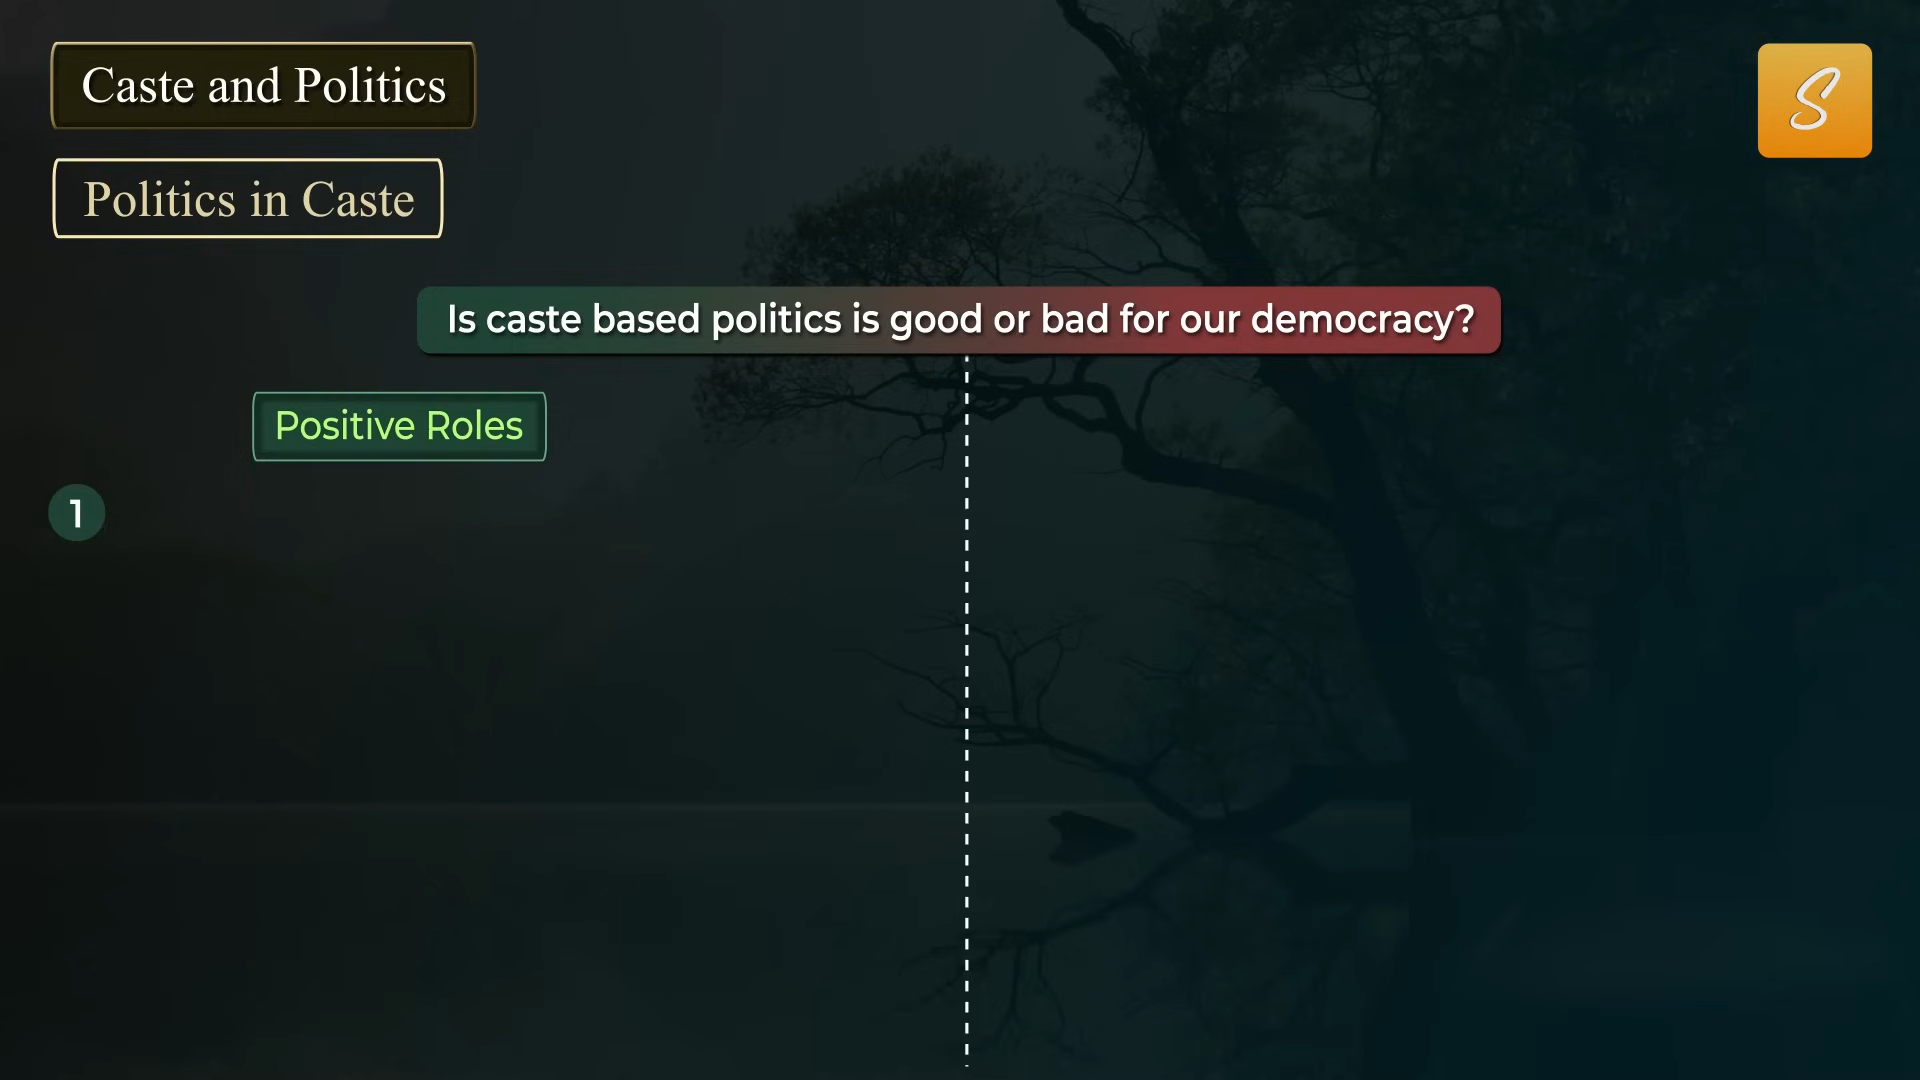 Caste and Politics
S
Politics in Caste
Is caste based politics is good or bad for our democracy?
Positive Roles
1